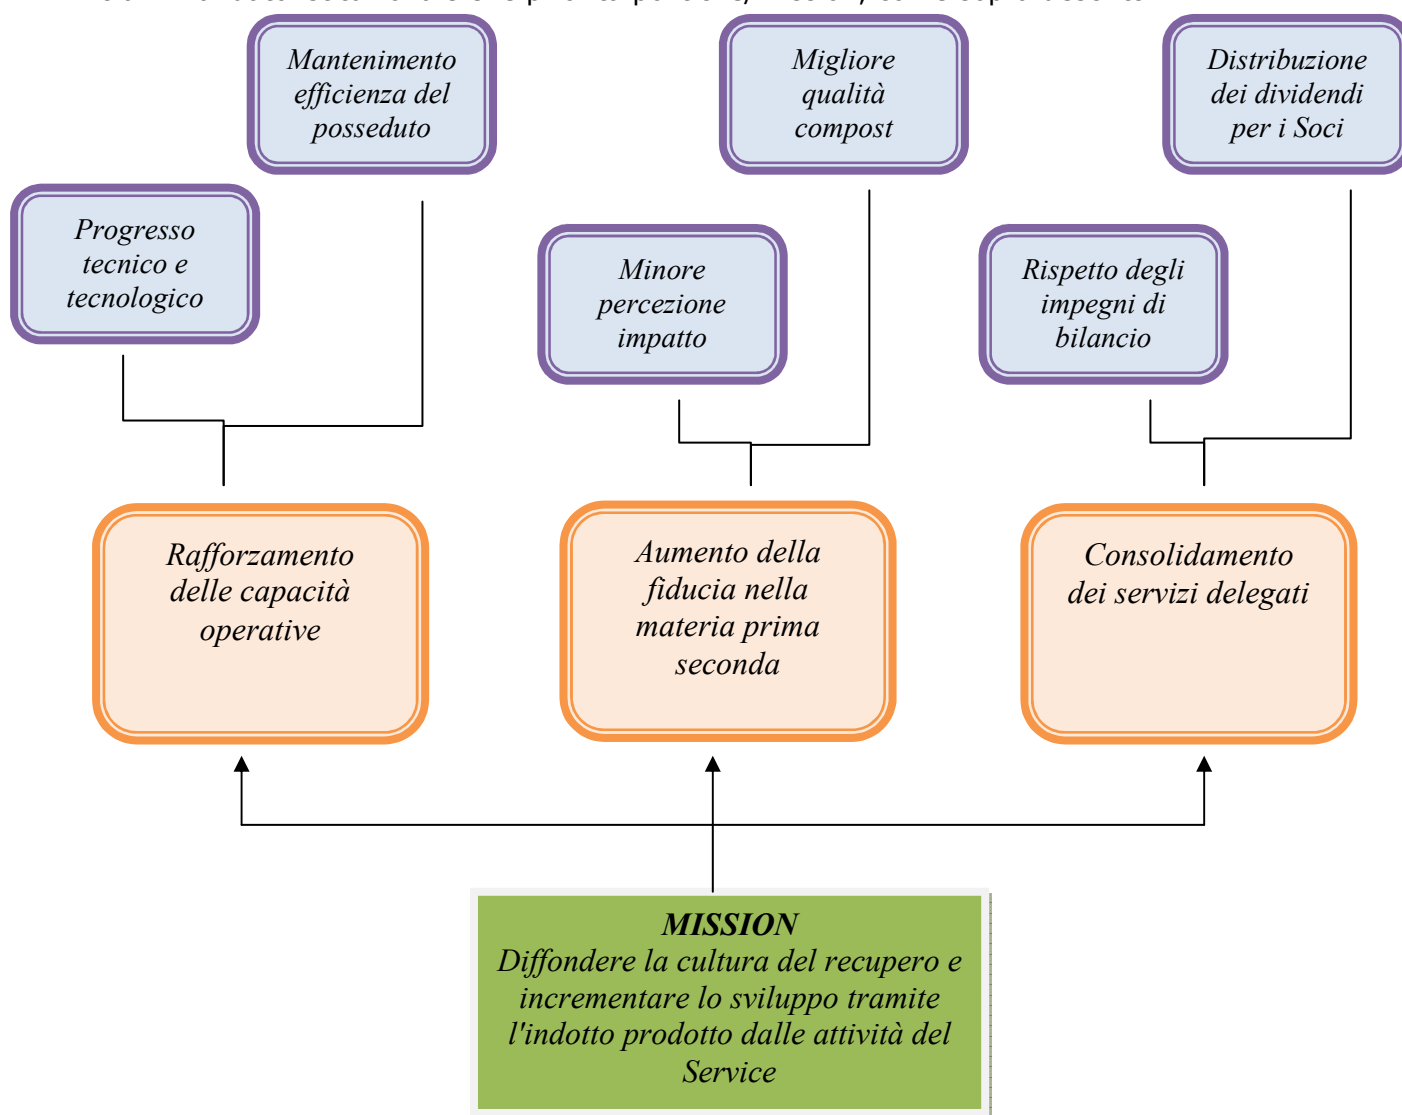 Mantenimento
efficienza del
posseduto
Migliore
qualità
compost
Distribuzione
dei dividendi
per i Soci
Progresso
tecnico e
tecnologico
Minore
percezione
impatto
Rispetto degli
impegni di
bilancio
Rafforzamento
delle capacità
operative
Aumento della
fiducia nella
materia prima
seconda
Consolidamento
dei servizi delegati
MISSION
Diffondere la cultura del recupero e
incrementare lo sviluppo tramite
l'indotto prodotto dalle attività del
Service